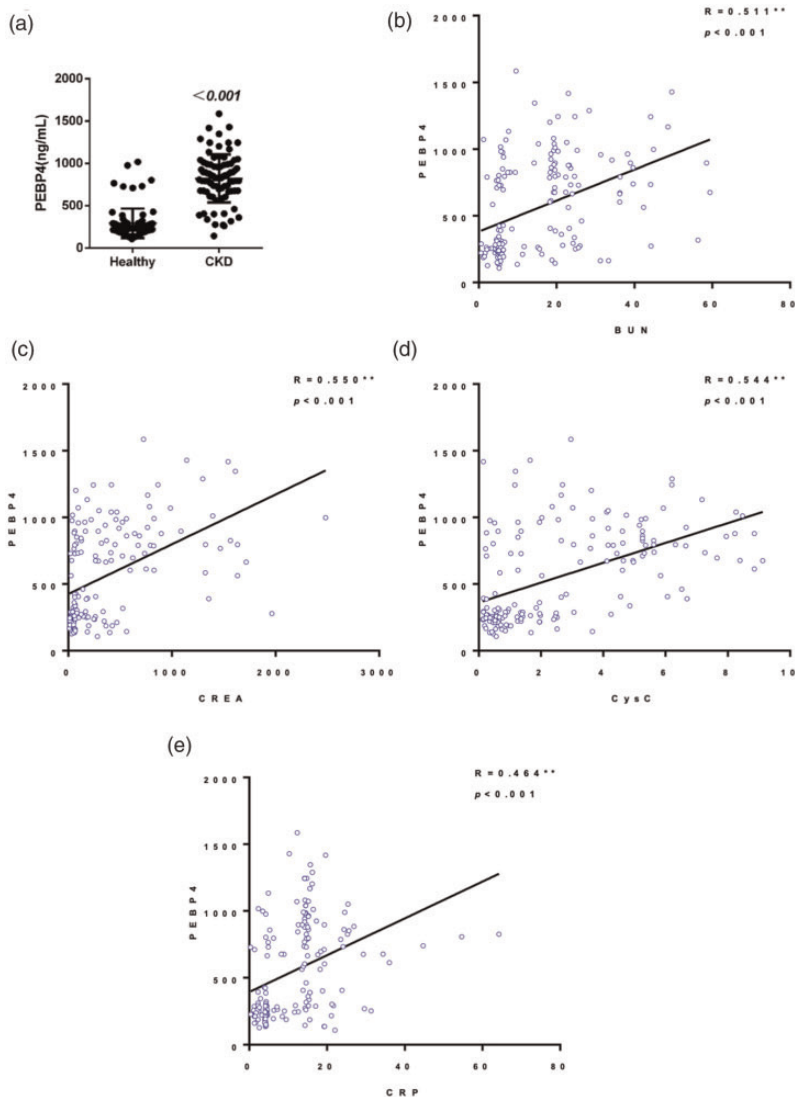 (a)
<0.001
PEBP4(ng/mL)
2000
1500
1000
500
0
Healthy CKD
(b)
R=0.511**
p<0.001
PEBP4
2000
1500
1000
500
0
0 20 40 60 80
BUN
(c)
R=0.550**
p<0.001
PEBP4
2000
1500
1000
500
0
0 1000 2000 3000
CREA
(d)
R=0.544**
p<0.001
PEBP4
2000
1500
1000
500
0
0 2 4 6 8 10
CysC
(e)
R=0.464**
p<0.001
PEBP4
2000
1500
1000
500
0
0 20 40 60 80
CRP